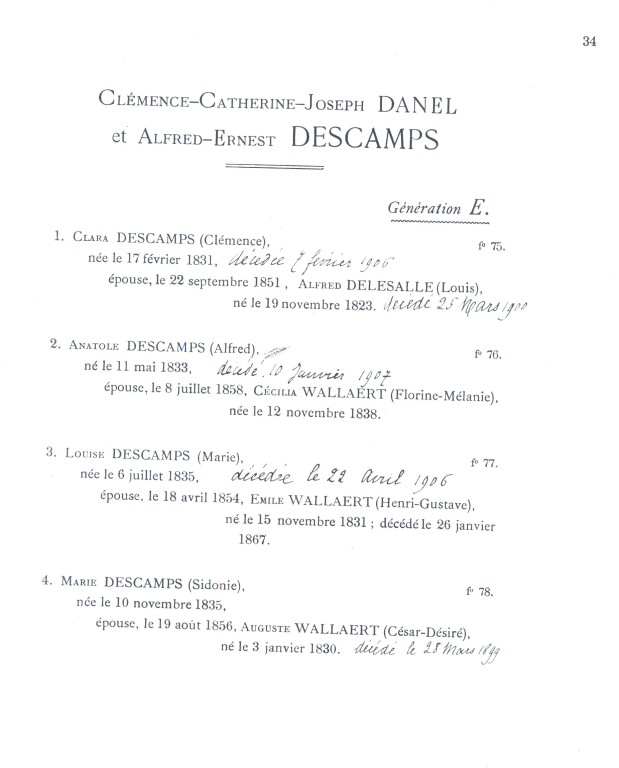 34
CLÉMENCE–CATHERINE–JOSEPH DANEL
et ALFRED–ERNEST DESCAMPS
Génération E.
1. CLARA DESCAMPS (Clémence), fº 75.
née le 17 février 1831, décédée 7 février 1906
épouse, le 22 septembre 1851, ALFRED DELESALLE (Louis),
né le 19 novembre 1823. décédé 25 Mars 1900
2. ANATOLE DESCAMPS (Alfred), fº 76.
né le 11 mai 1833, décédé 10 Janvier 1907
épouse, le 8 juillet 1858, CÉCILIA WALLAËRT (Florine-Mélanie),
née le 12 novembre 1838.
3. LOUISE DESCAMPS (Marie), fº 77.
née le 6 juillet 1835, décédée le 22 Avril 1906
épouse, le 18 avril 1854, EMILE WALLAERT (Henri-Gustave),
né le 15 novembre 1831 ; décédé le 26 janvier
1867.
4. MARIE DESCAMPS (Sidonie), fº 78.
née le 10 novembre 1835,
épouse, le 19 août 1856, AUGUSTE WALLAERT (César-Désiré),
né le 3 janvier 1830. décédé le 28 Mars 1899